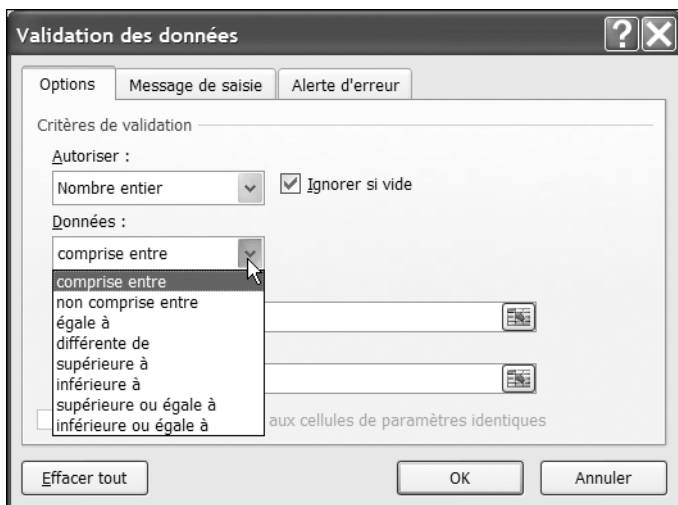 Validation des données
Options Message de saisie Alerte d'erreur
Critères de validation
Autoriser :
Nombre entier Ignorer si vide
Données :
comprise entre
comprise entre
non comprise entre
égale à
différente de
supérieure à
inférieure à
supérieure ou égale à
inférieure ou égale à aux cellules de paramètres identiques
Effacer tout OK Annuler